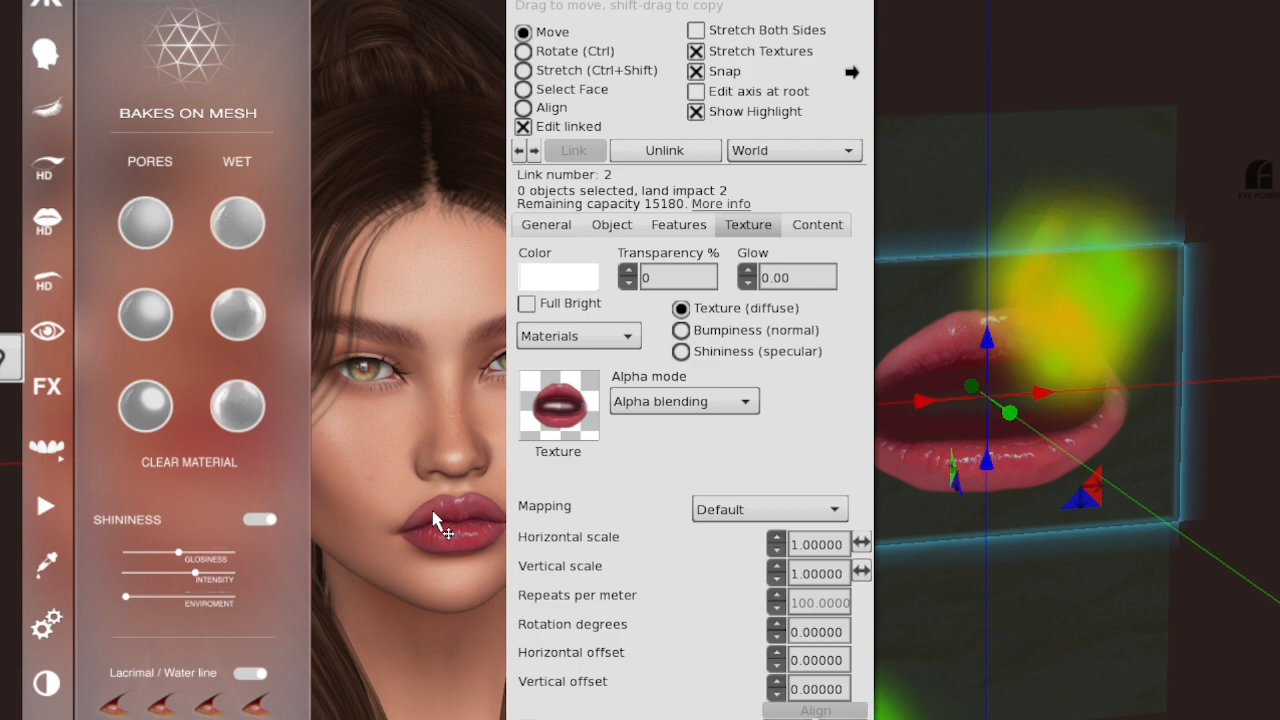 Drag to move, shift-drag to copy
Move
Rotate (Ctrl)
Stretch (Ctrl+Shift)
Select Face
Align
Edit linked
Stretch Both Sides
Stretch Textures
Snap
Edit axis at root
Show Highlight
Link
Unlink
World
Link number: 2
0 objects selected, land impact 2
Remaining capacity 15180. More info
General Object Features Texture Content
Color
Transparency %
Glow
0
0.00
Full Bright
Materials
Texture (diffuse)
Bumpiness (normal)
Shininess (specular)
Alpha mode
Alpha blending
Texture
Mapping
Default
Horizontal scale
1.00000
Vertical scale
1.00000
Repeats per meter
100.0000
Rotation degrees
0.00000
Horizontal offset
0.00000
Vertical offset
0.00000
Align
BAKES ON MESH
PORES
WET
CLEAR MATERIAL
SHININESS
GLOSINESS
INTENSITY
ENVIROMENT
Lacrimal / Water line
HD
HD
HD
FX